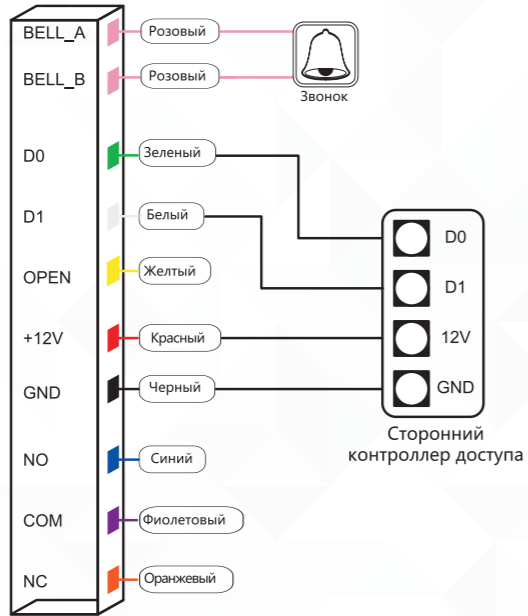 BELL_A
Розовый
BELL_B
Розовый
Звонок
D0
Зеленый
D1
Белый
OPEN
Желтый
+12V
Красный
GND
Черный
NO
Синий
COM
Фиолетовый
NC
Оранжевый
D0
D1
12V
GND
Сторонний
контроллер доступа